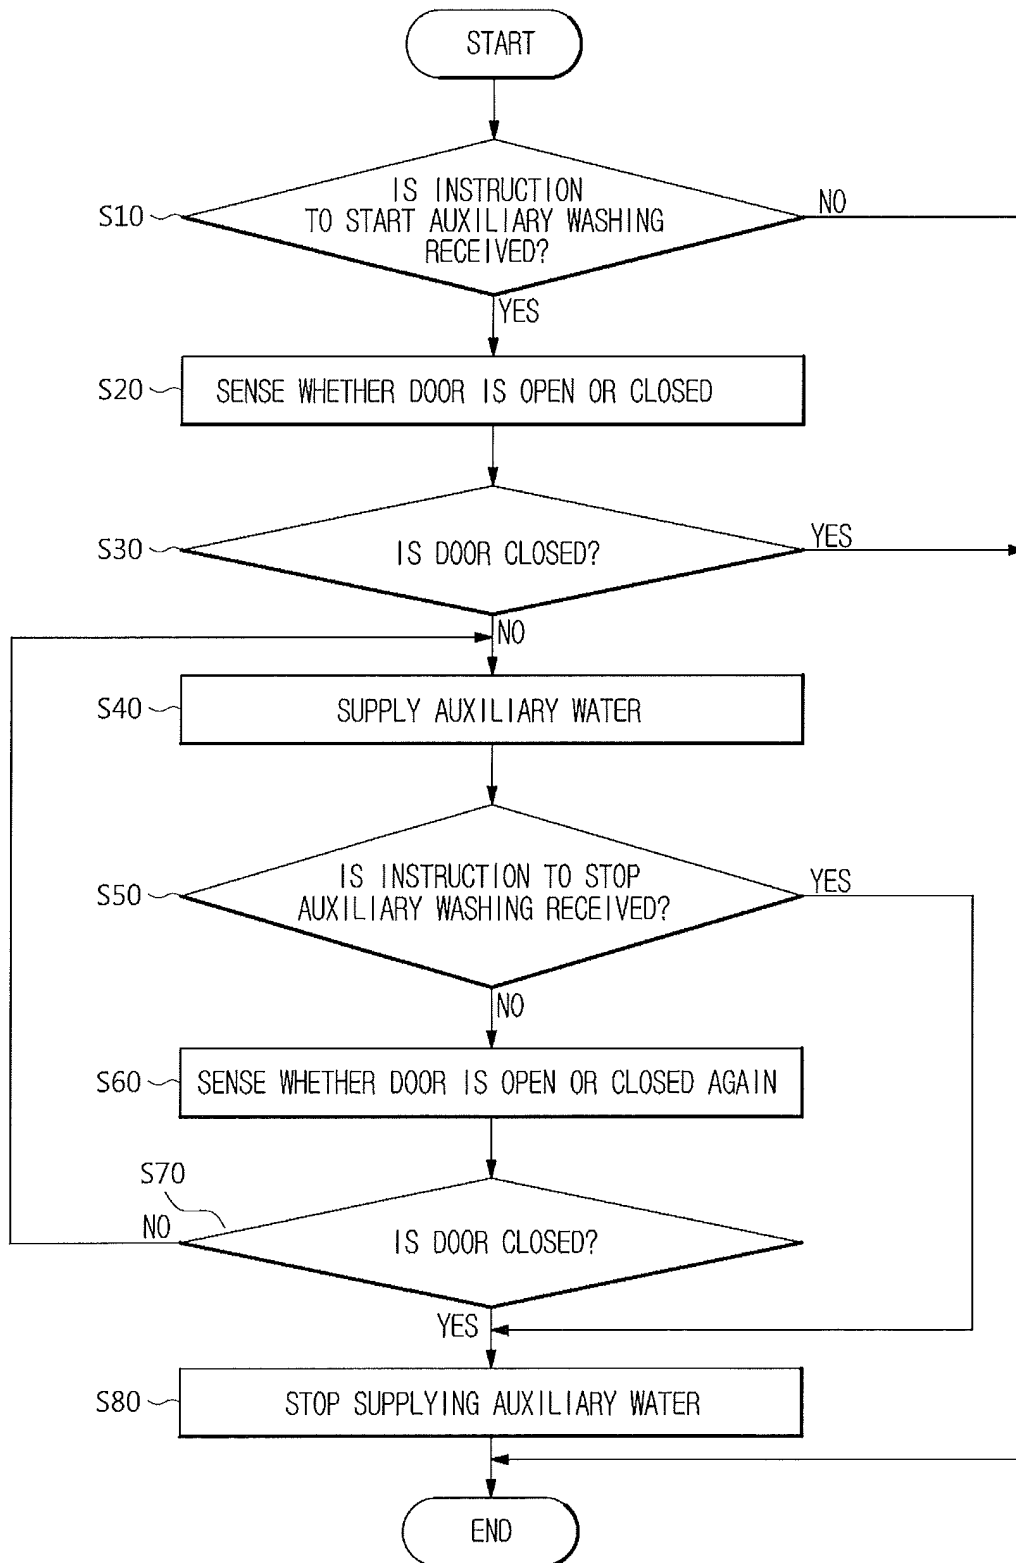 START
IS INSTRUCTION
TO START AUXILIARY WASHING
RECEIVED?
S10
NO
YES
S20
SENSE WHETHER DOOR IS OPEN OR CLOSED
S30
IS DOOR CLOSED?
YES
NO
S40
SUPPLY AUXILIARY WATER
S50
IS INSTRUCTION TO STOP
AUXILIARY WASHING RECEIVED?
YES
NO
S60
SENSE WHETHER DOOR IS OPEN OR CLOSED AGAIN
S70
NO
IS DOOR CLOSED?
YES
S80
STOP SUPPLYING AUXILIARY WATER
END